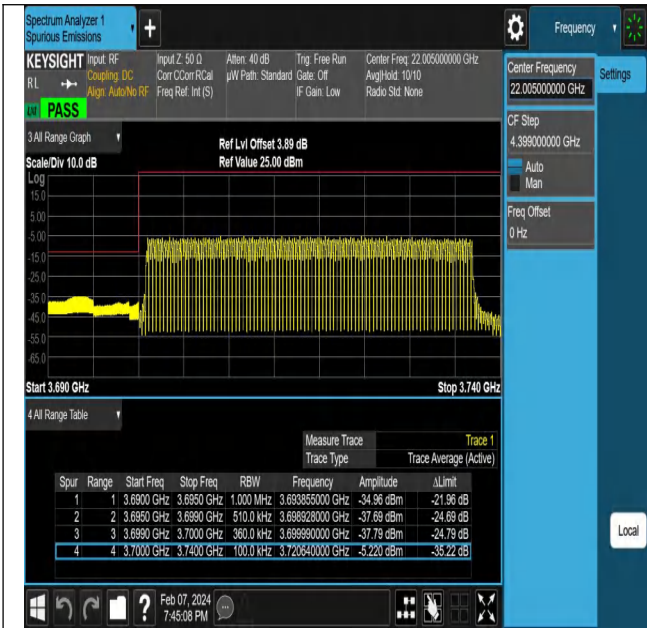 Spectrum Analyzer 1
Spurious Emissions
+
Frequency
KEYSIGHT
RL
Input: RF
Coupling: DC
Align: Auto/No RF
Input Z: 50 Ω
Corr CCorr RCal
Freq Ref: Int (S)
Atten: 40 dB
µW Path: Standard
Trig: Free Run
Gate: Off
IF Gain: Low
Center Freq: 22.005000000 GHz
Avg|Hold: 10/10
Radio Std: None
PASS
Center Frequency
22.005000000 GHz
Settings
CF Step
4.399000000 GHz
Auto
Man
Freq Offset
0 Hz
3 All Range Graph
Scale/Div 10.0 dB
Ref Lvl Offset 3.89 dB
Ref Value 25.00 dBm
Log
15.0
5.00
-5.00
-15.0
-25.0
-35.0
-45.0
-55.0
-65.0
Start 3.690 GHz
Stop 3.740 GHz
4 All Range Table
Measure Trace Trace 1
Trace Type Trace Average (Active)
Spur Range Start Freq Stop Freq RBW Frequency Amplitude ΔLimit
1 1 3.6900 GHz 3.6950 GHz 1.000 MHz 3.693855000 GHz -34.96 dBm -21.96 dB
2 2 3.6950 GHz 3.6990 GHz 510.0 kHz 3.698928000 GHz -37.69 dBm -24.69 dB
3 3 3.6990 GHz 3.7000 GHz 360.0 kHz 3.699990000 GHz -37.79 dBm -24.79 dB
4 4 3.7000 GHz 3.7400 GHz 100.0 kHz 3.720640000 GHz -5.220 dBm -35.22 dB
Local
?
Feb 07, 2024
7:45:08 PM